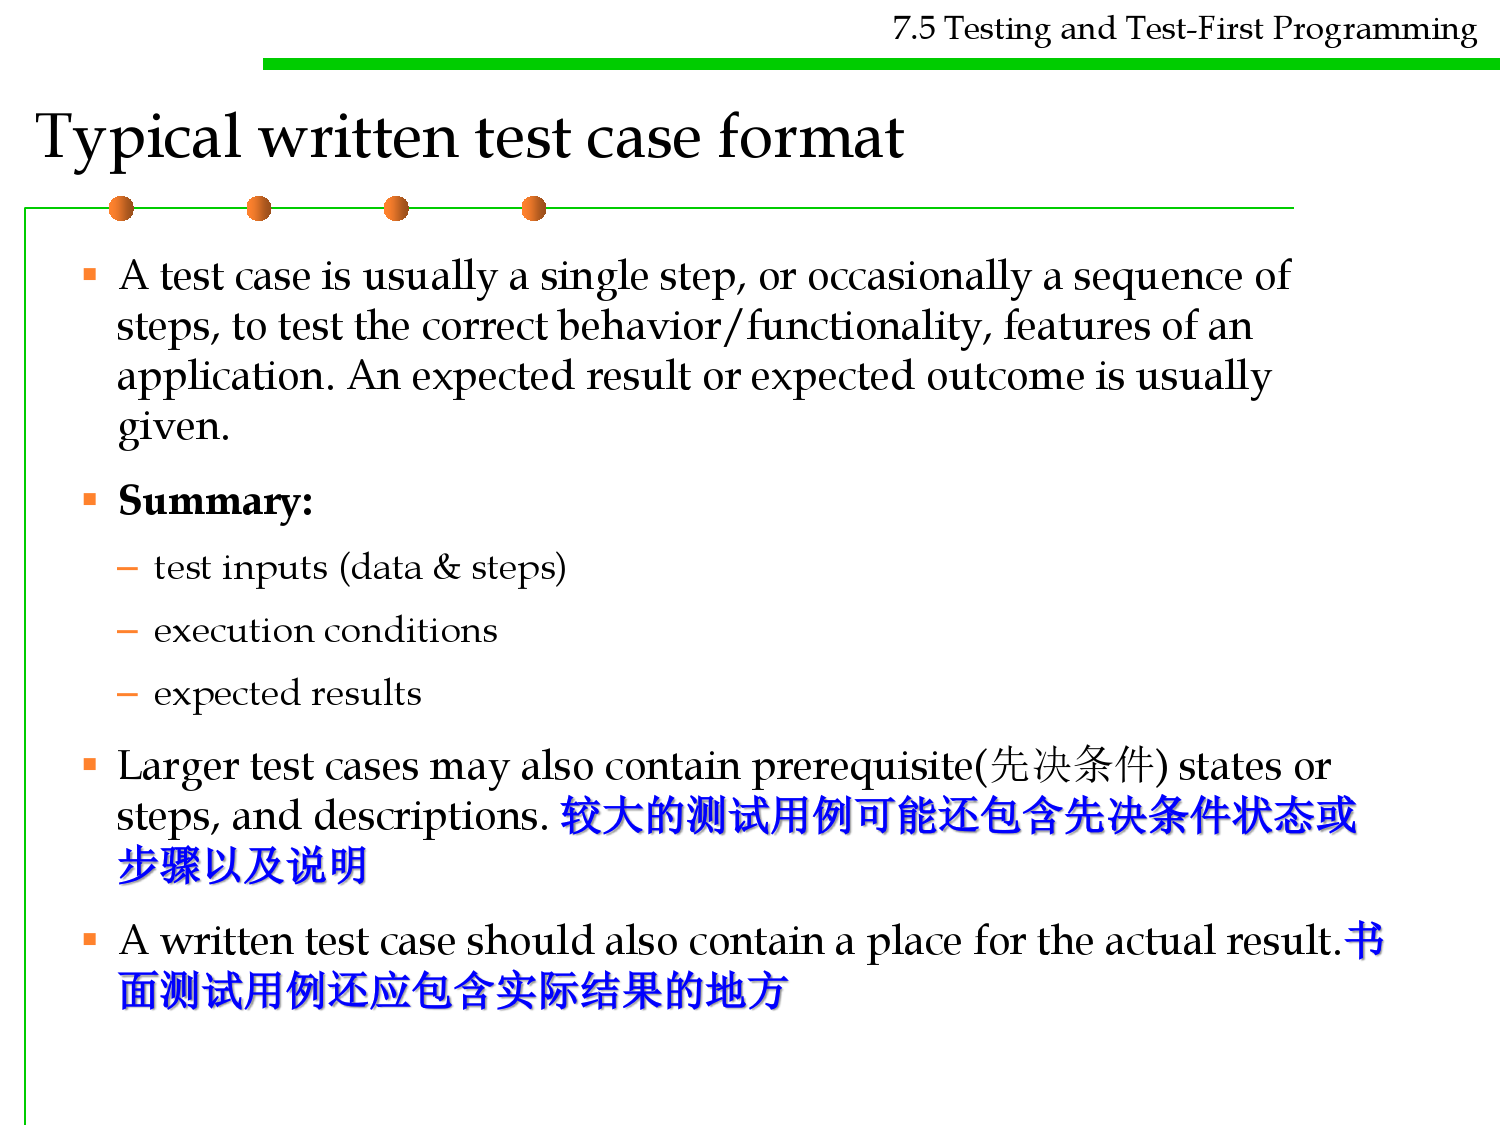 7.5 Testing and Test-First Programming
Typical written test case format
▪ A test case is usually a single step, or occasionally a sequence of
steps, to test the correct behavior/functionality, features of an
application. An expected result or expected outcome is usually
given.
▪ Summary:
– test inputs (data & steps)
– execution conditions
– expected results
▪ Larger test cases may also contain prerequisite(先决条件) states or
steps, and descriptions. 较大的测试用例可能还包含先决条件状态或
步骤以及说明
▪ A written test case should also contain a place for the actual result.书
面测试用例还应包含实际结果的地方